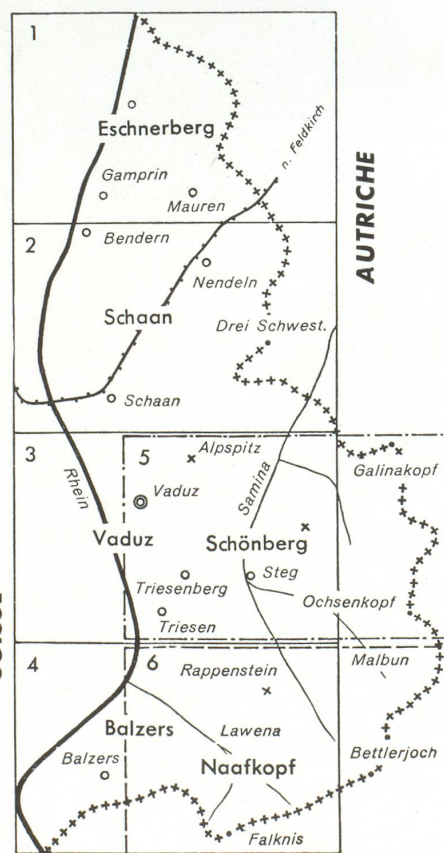 1
Eschnerberg
n. Feldkirch
AUTRICHE
Gamprin
Mauren
2
Bendern
Nendeln
Schaan
Drei Schwest.
Schaan
3
5
Alpspitz
Galinakopf
Rhein
Vaduz
Samina
Vaduz
Schönberg
Triesenberg
Steg
Ochsenkopf
Triesen
4
6
Rappenstein
Malbun
Balzers
Lawena
Balzers
Naafkopf
Bettlerjoch
Falknis